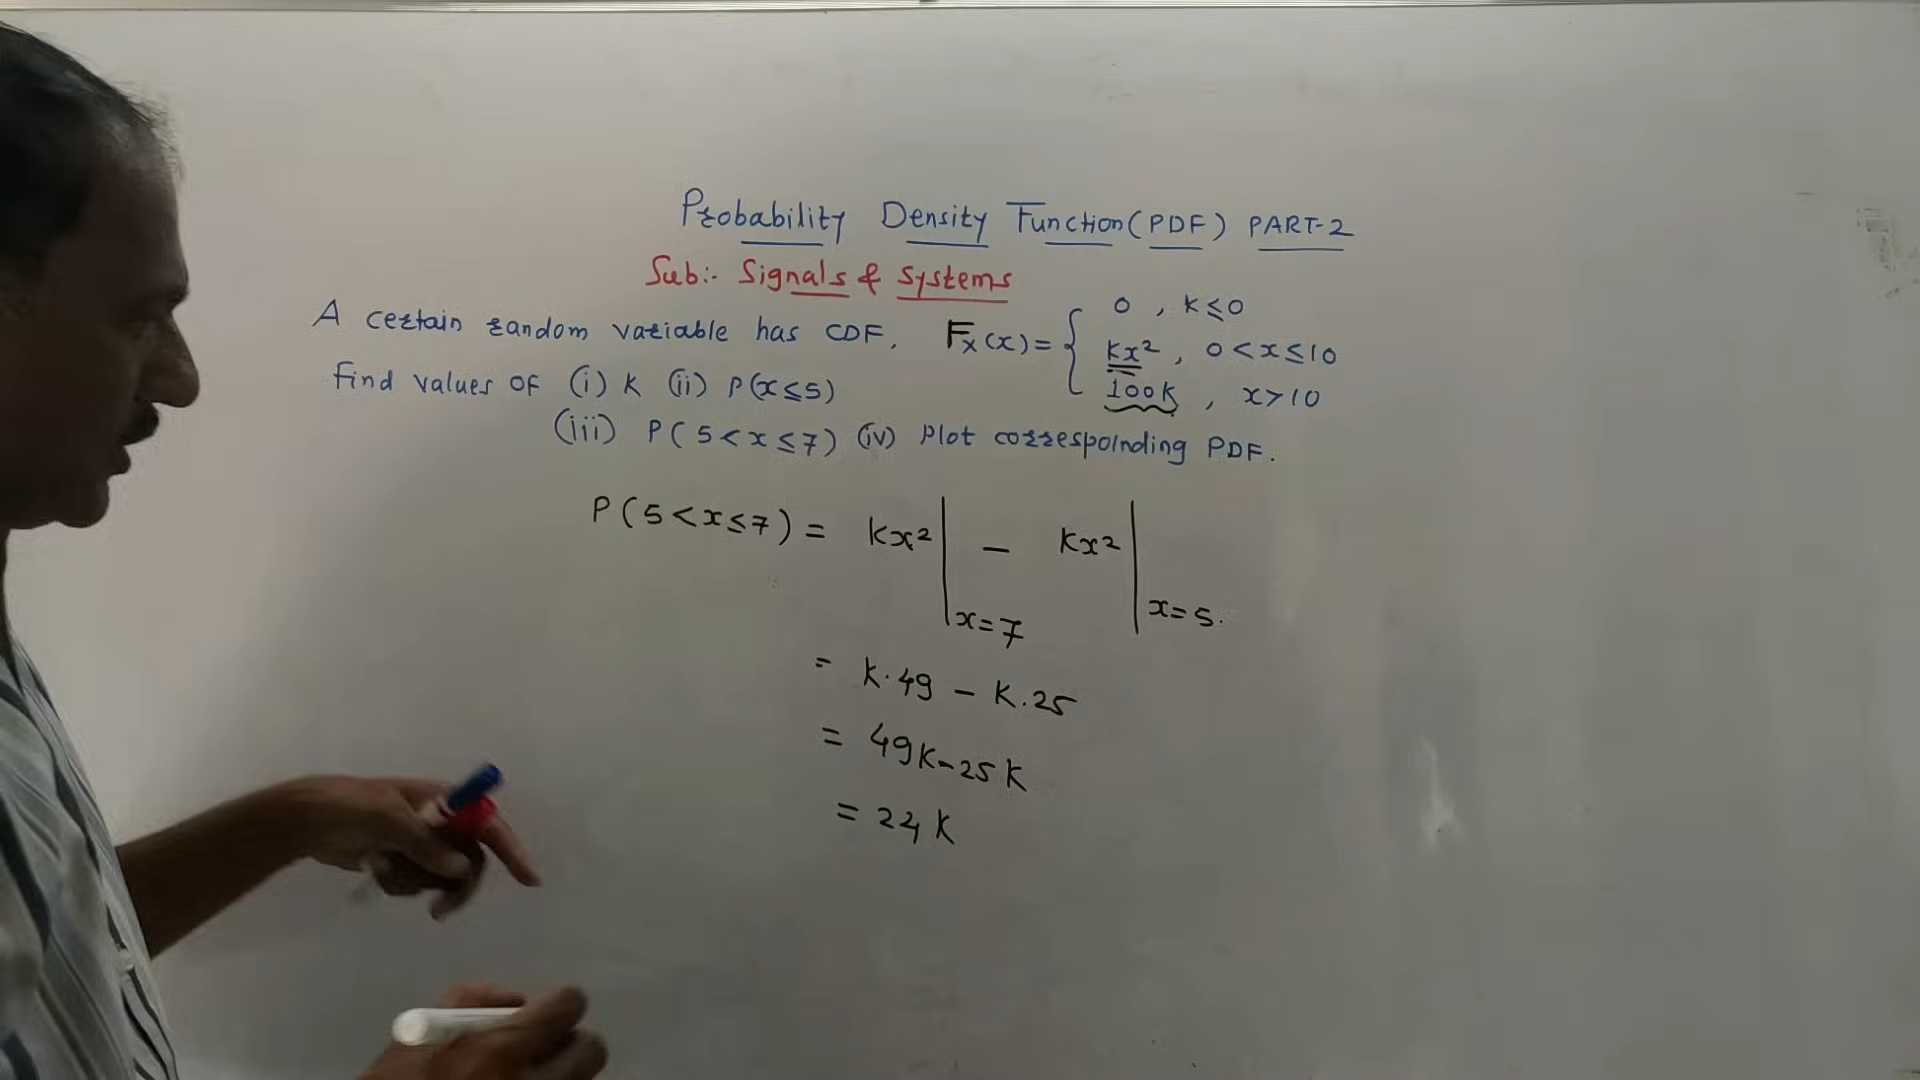 Probability Density Function (PDF) PART-2
Sub:- Signals & Systems
A certain random variable has CDF, Fx(x) = { 0 , k≤0
kx² , 0<x≤10
100k , x>10
Find values of (i) K (ii) P(x≤5)
(iii) P(5<x≤7) (iv) Plot correspolnding PDF.
P(5<x≤7) = kx² |x=7 - kx² |x=5.
= k.49 - k.25
= 49k-25k
= 24k